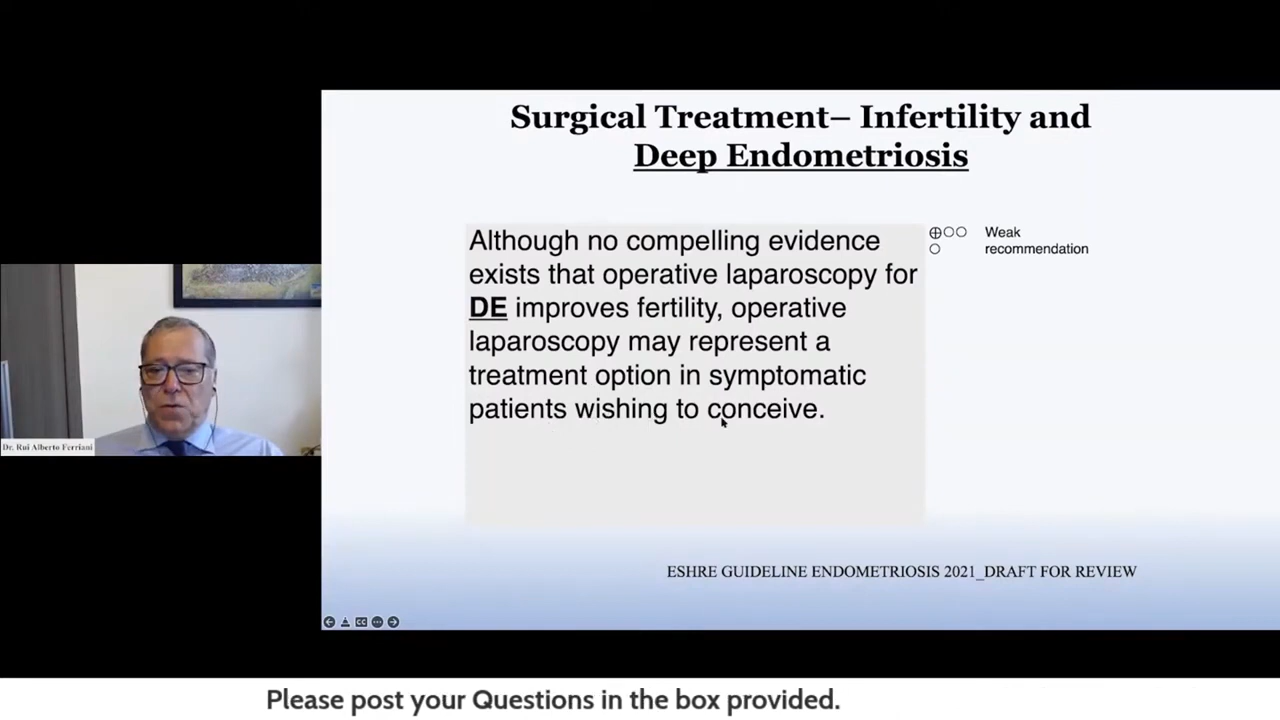 Surgical Treatment– Infertility and
Deep Endometriosis
Although no compelling evidence
exists that operative laparoscopy for
DE improves fertility, operative
laparoscopy may represent a
treatment option in symptomatic
patients wishing to conceive.
⊕○○
○
Weak
recommendation
Dr. Rui Alberto Ferriani
ESHRE GUIDELINE ENDOMETRIOSIS 2021_DRAFT FOR REVIEW
CC
Please post your Questions in the box provided.